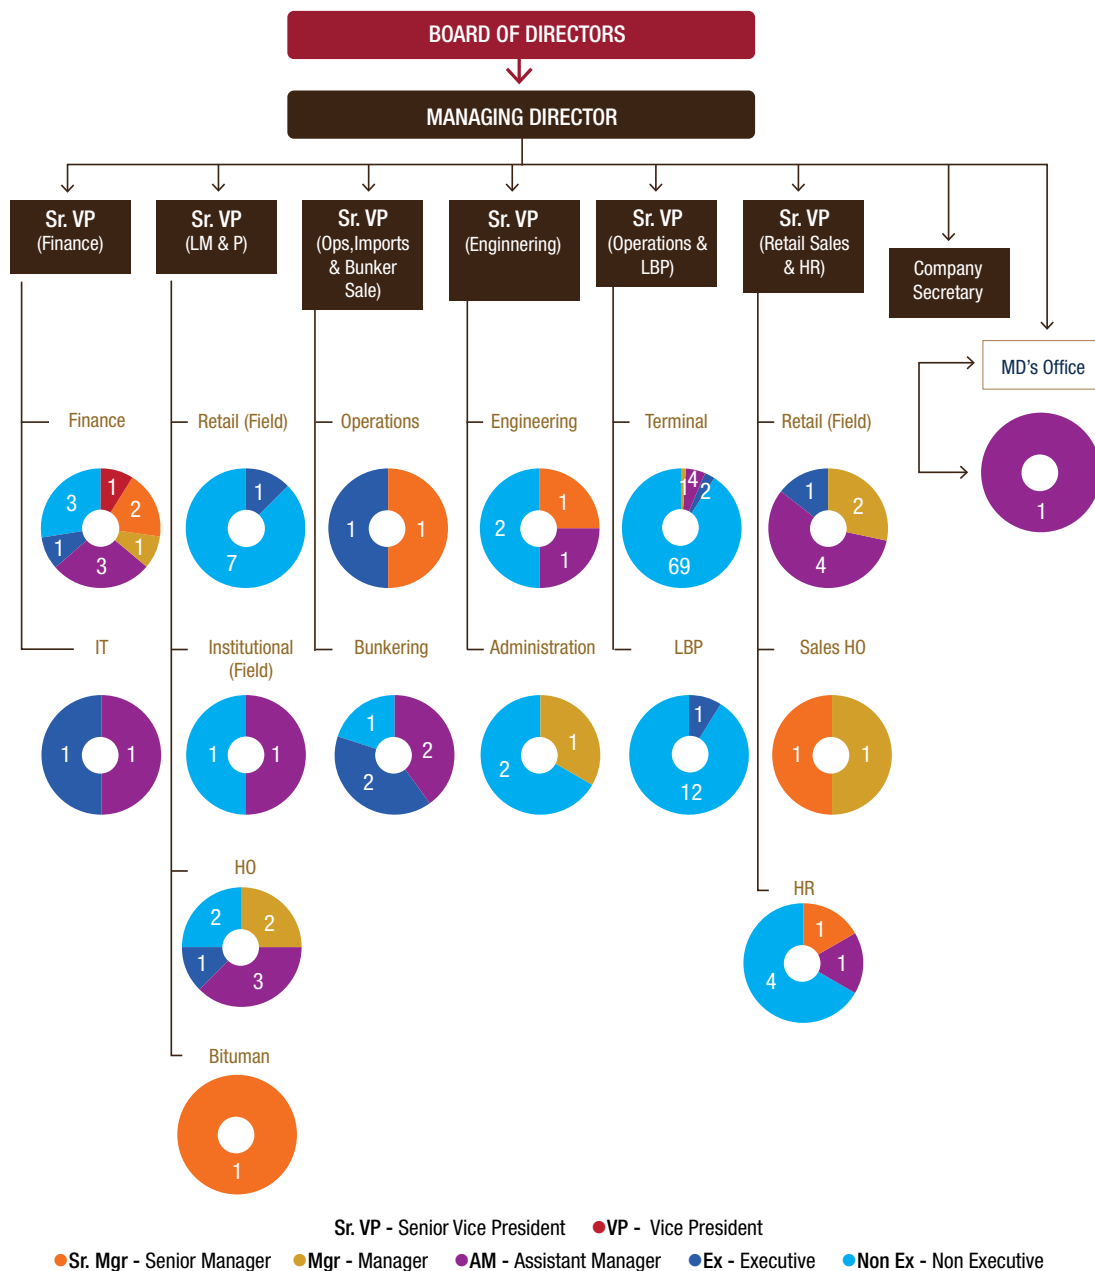 BOARD OF DIRECTORS
MANAGING DIRECTOR
Sr. VP
(Finance)
Sr. VP
(LM & P)
Sr. VP
(Ops,Imports
& Bunker
Sale)
Sr. VP
(Enginnering)
Sr. VP
(Operations &
LBP)
Sr. VP
(Retail Sales
& HR)
Company
Secretary
MD's Office
1
Finance
1
2
1
3
1
3
Retail (Field)
1
7
Operations
1
1
Engineering
1
1
2
Terminal
1
4
2
69
Retail (Field)
1
2
4
IT
1
1
Institutional
(Field)
1
1
Bunkering
1
2
2
Administration
1
2
LBP
1
12
Sales HO
1
1
HO
2
2
1
3
HR
1
1
4
Bituman
1
Sr. VP - Senior Vice President VP - Vice President
Sr. Mgr - Senior Manager Mgr - Manager AM - Assistant Manager Ex - Executive Non Ex - Non Executive